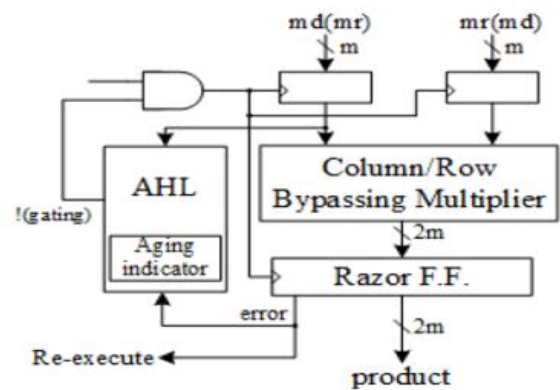 md(mr)
mr(md)
m
m
AHL
Column/Row
Bypassing Multiplier
!(gating)
Aging
indicator
2m
Razor F.F.
error
2m
Re-execute
product